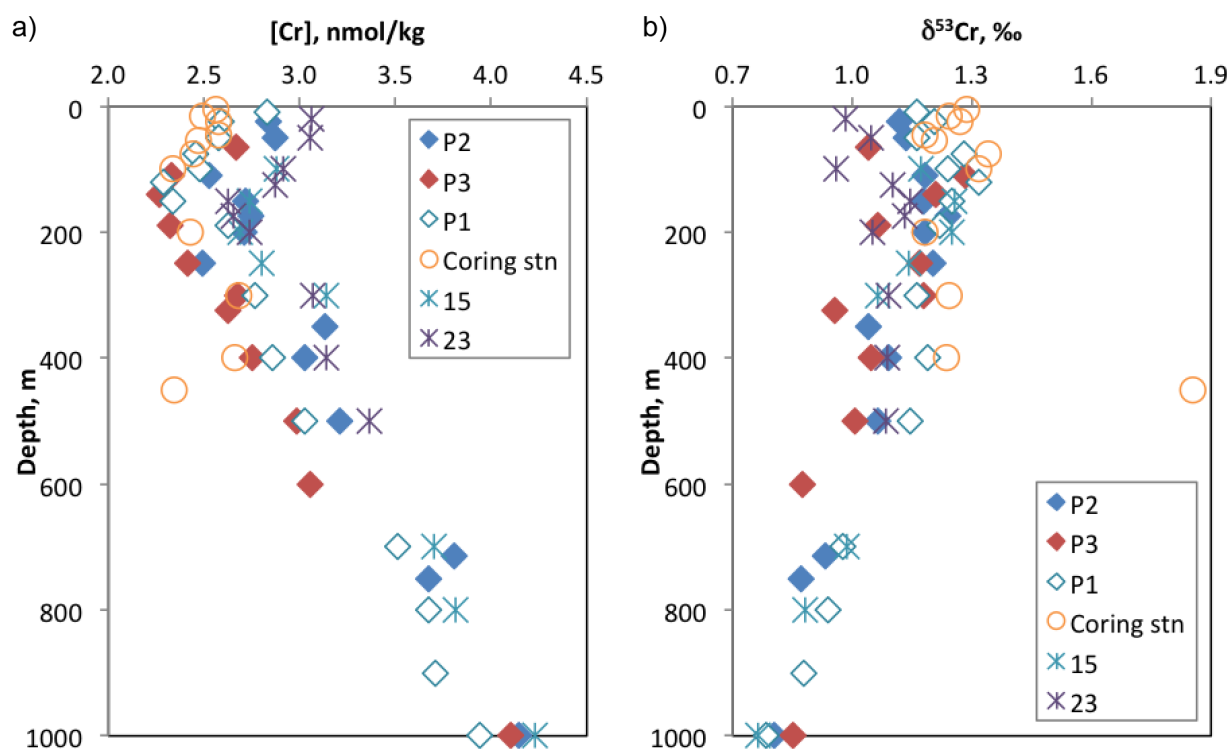 a)
[Cr], nmol/kg
2.0 2.5 3.0 3.5 4.0 4.5
0
200
400
600
800
1000
Depth, m
P2
P3
P1
Coring stn
15
23
b)
δ53Cr, ‰
0.7 1.0 1.3 1.6 1.9
0
200
400
600
800
1000
Depth, m
P2
P3
P1
Coring stn
15
23